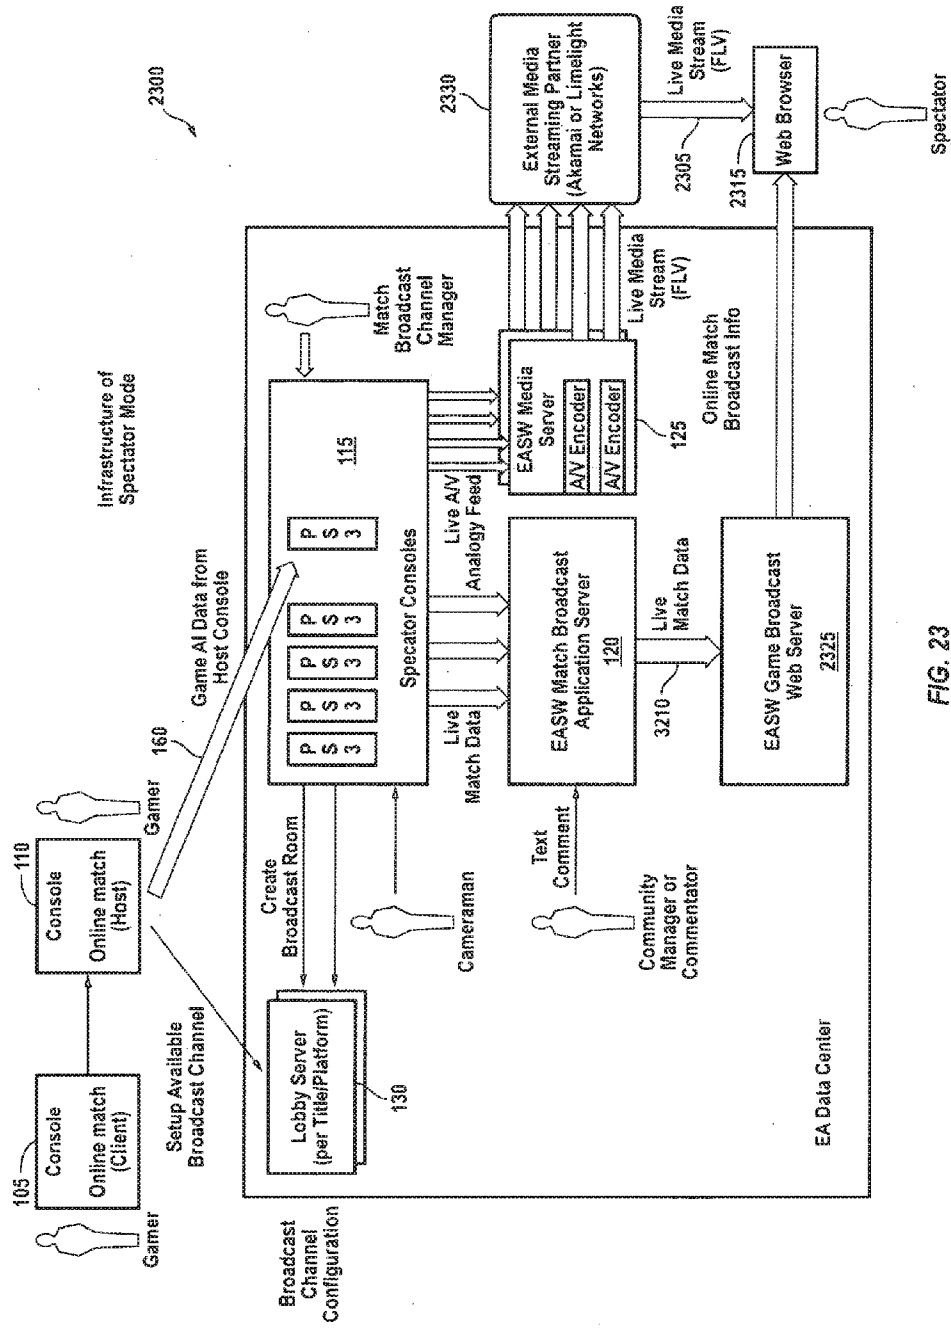 2300
Infrastructure of
Spectator Mode
105
Console
Online match
(Client)
Gamer
110
Console
Online match
(Host)
Gamer
160
Game AI Data from
Host Console
Setup Available
Broadcast Channel
Broadcast
Channel
Configuration
Lobby Server
(per Title/Platform)
130
Create
Broadcast Room
P
S
3
P
S
3
P
S
3
P
S
3
P
S
3
115
Specator Consoles
Match
Broadcast
Channel
Manager
Cameraman
Live
Match Data
Live A/V
Analogy Feed
EASW Media
Server
A/V Encoder
A/V Encoder
125
Live Media
Stream
(FLV)
2330
External Media
Streaming Partner
(Akamai or Limelight
Networks)
2305
Live Media
Stream
(FLV)
Text
Comment
Community
Manager or
Commentator
EASW Match Broadcast
Application Server
120
3210
Live
Match Data
Online Match
Broadcast Info
EASW Game Broadcast
Web Server
2325
2315
Web Browser
Spectator
EA Data Center
FIG. 23